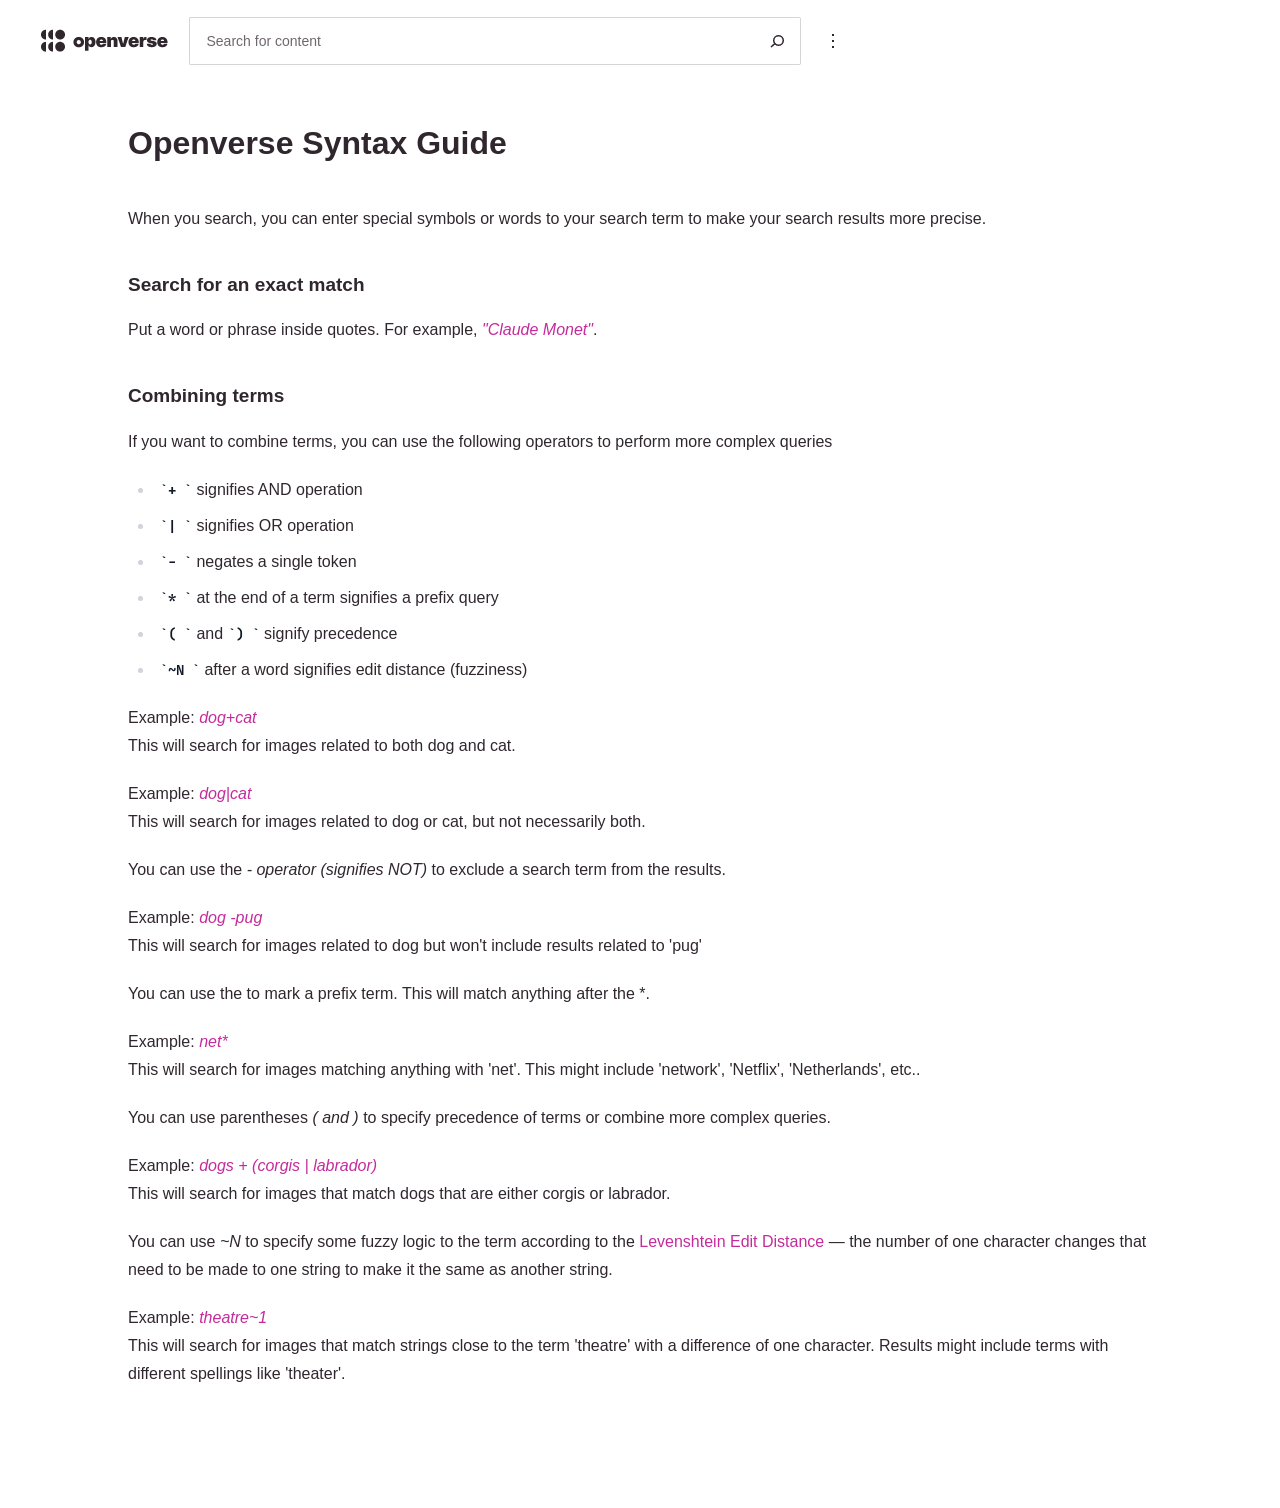 openverse
Search for content
Openverse Syntax Guide
When you search, you can enter special symbols or words to your search term to make your search results more precise.
Search for an exact match
Put a word or phrase inside quotes. For example, "Claude Monet".
Combining terms
If you want to combine terms, you can use the following operators to perform more complex queries
`+ ` signifies AND operation
`| ` signifies OR operation
`- ` negates a single token
`* ` at the end of a term signifies a prefix query
`( ` and `) ` signify precedence
`~N ` after a word signifies edit distance (fuzziness)
Example: dog+cat
This will search for images related to both dog and cat.
Example: dog|cat
This will search for images related to dog or cat, but not necessarily both.
You can use the - operator (signifies NOT) to exclude a search term from the results.
Example: dog -pug
This will search for images related to dog but won't include results related to 'pug'
You can use the to mark a prefix term. This will match anything after the *.
Example: net*
This will search for images matching anything with 'net'. This might include 'network', 'Netflix', 'Netherlands', etc..
You can use parentheses ( and ) to specify precedence of terms or combine more complex queries.
Example: dogs + (corgis | labrador)
This will search for images that match dogs that are either corgis or labrador.
You can use ~N to specify some fuzzy logic to the term according to the Levenshtein Edit Distance — the number of one character changes that
need to be made to one string to make it the same as another string.
Example: theatre~1
This will search for images that match strings close to the term 'theatre' with a difference of one character. Results might include terms with
different spellings like 'theater'.